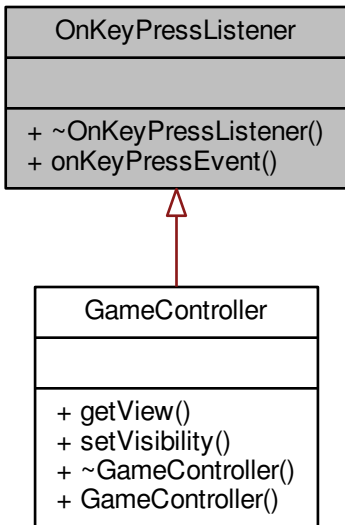 OnKeyPressListener
+ ~OnKeyPressListener()
+ onKeyPressEvent()
GameController
+ getView()
+ setVisibility()
+ ~GameController()
+ GameController()